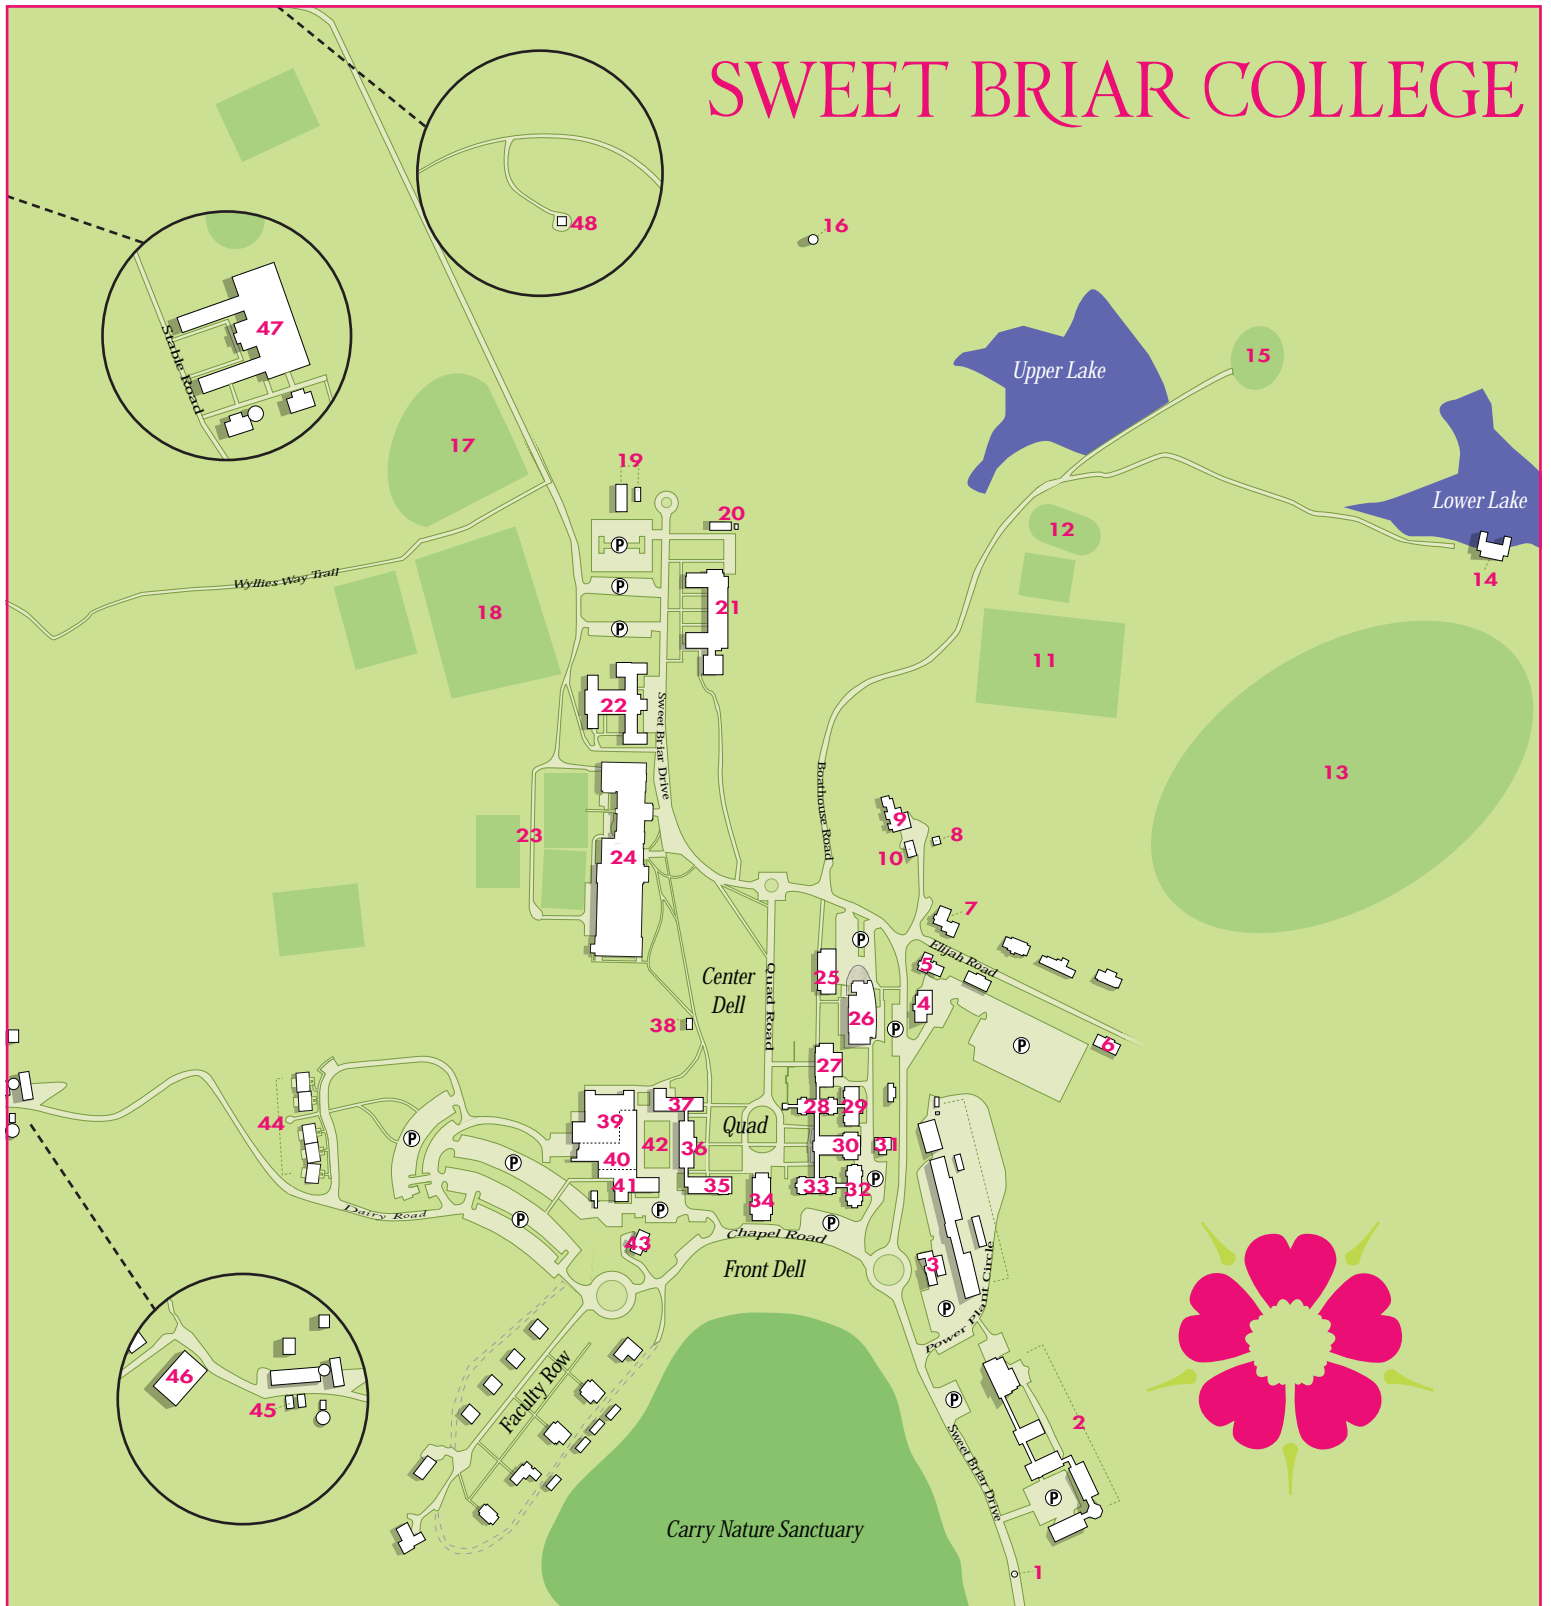 SWEET BRIAR COLLEGE
48
16
47
Stable Road
Upper Lake
15
17
19
20
Lower Lake
12
14
P
P
Wyllies Way Trail
18
21
P
11
22
Sweet Briar Drive
13
Boathouse Road
23
24
9
8
10
7
P
Elijah Road
Center
Dell
Quad Road
25
5
4
26
38
P
P
6
27
44
39
37
28
29
Quad
P
42
36
30
31
40
P
41
35
34
33
32
P
Dairy Road
P
P
P
Chapel Road
43
Front Dell
3
Power Plant Circle
P
46
45
Faculty Row
P
2
Sweet Briar Drive
P
Carry Nature Sanctuary
1